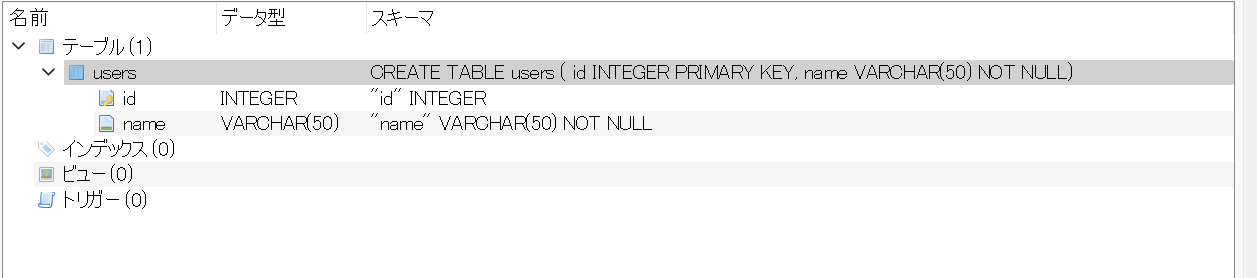 名前 データ型 スキーマ
テーブル (1)
users CREATE TABLE users ( id INTEGER PRIMARY KEY, name VARCHAR(50) NOT NULL)
id INTEGER "id" INTEGER
name VARCHAR(50) "name" VARCHAR(50) NOT NULL
インデックス (0)
ビュー (0)
トリガー (0)